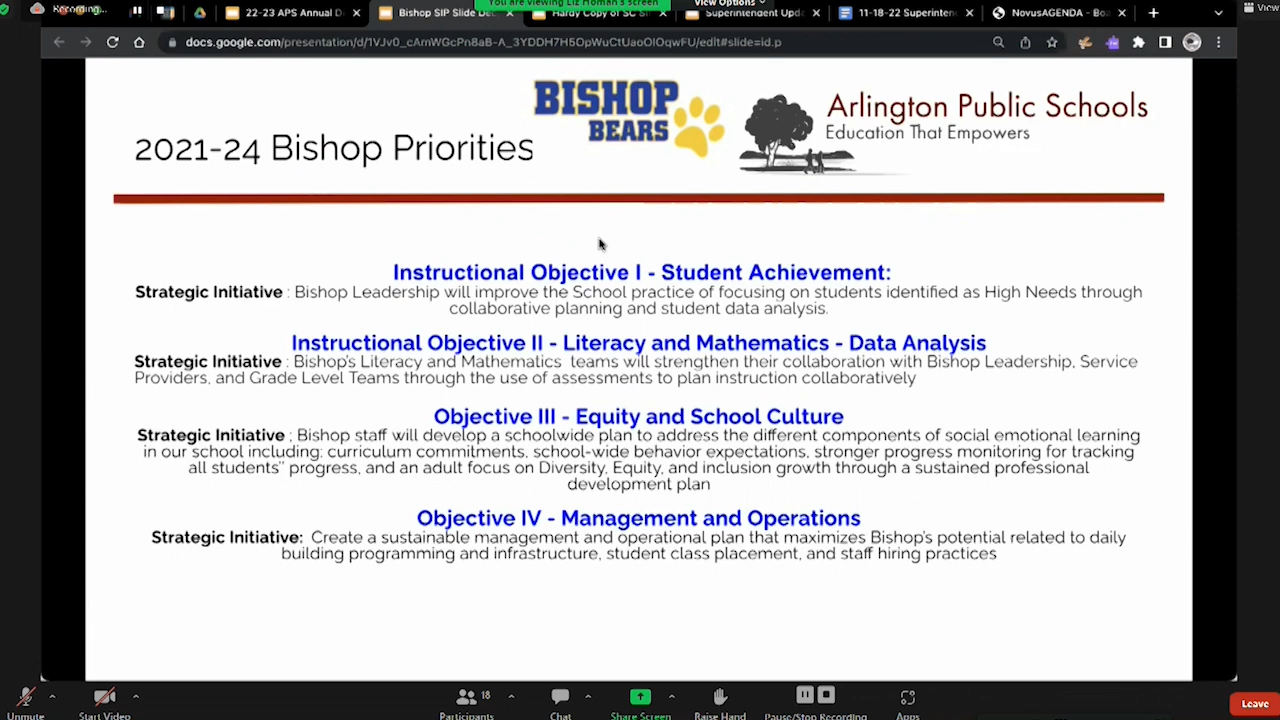 Recording...
You are viewing Liz Homan's screen
View Options
View
22-23 APS Annual D
Bishop SIP Slide De
Hardy Copy of SC S
Superintendent Upda
11-18-22 Superinten
NovusAGENDA - Boa
docs.google.com/presentation/d/1VJv0_cAmWGcPn8aB-A_3YDDH7H5OpWuCtUaoOlOqwFU/edit#slide=id.p
BISHOP
BEARS
Arlington Public Schools
Education That Empowers
2021-24 Bishop Priorities
Instructional Objective I - Student Achievement:
Strategic Initiative : Bishop Leadership will improve the School practice of focusing on students identified as High Needs through
collaborative planning and student data analysis.
Instructional Objective II - Literacy and Mathematics - Data Analysis
Strategic Initiative : Bishop's Literacy and Mathematics teams will strengthen their collaboration with Bishop Leadership, Service
Providers, and Grade Level Teams through the use of assessments to plan instruction collaboratively
Objective III - Equity and School Culture
Strategic Initiative ; Bishop staff will develop a schoolwide plan to address the different components of social emotional learning
in our school including: curriculum commitments, school-wide behavior expectations, stronger progress monitoring for tracking
all students'' progress, and an adult focus on Diversity, Equity, and inclusion growth through a sustained professional
development plan
Objective IV - Management and Operations
Strategic Initiative: Create a sustainable management and operational plan that maximizes Bishop's potential related to daily
building programming and infrastructure, student class placement, and staff hiring practices
Unmute
Start Video
18
Participants
Chat
Share Screen
Raise Hand
Pause/Stop Recording
Apps
Leave